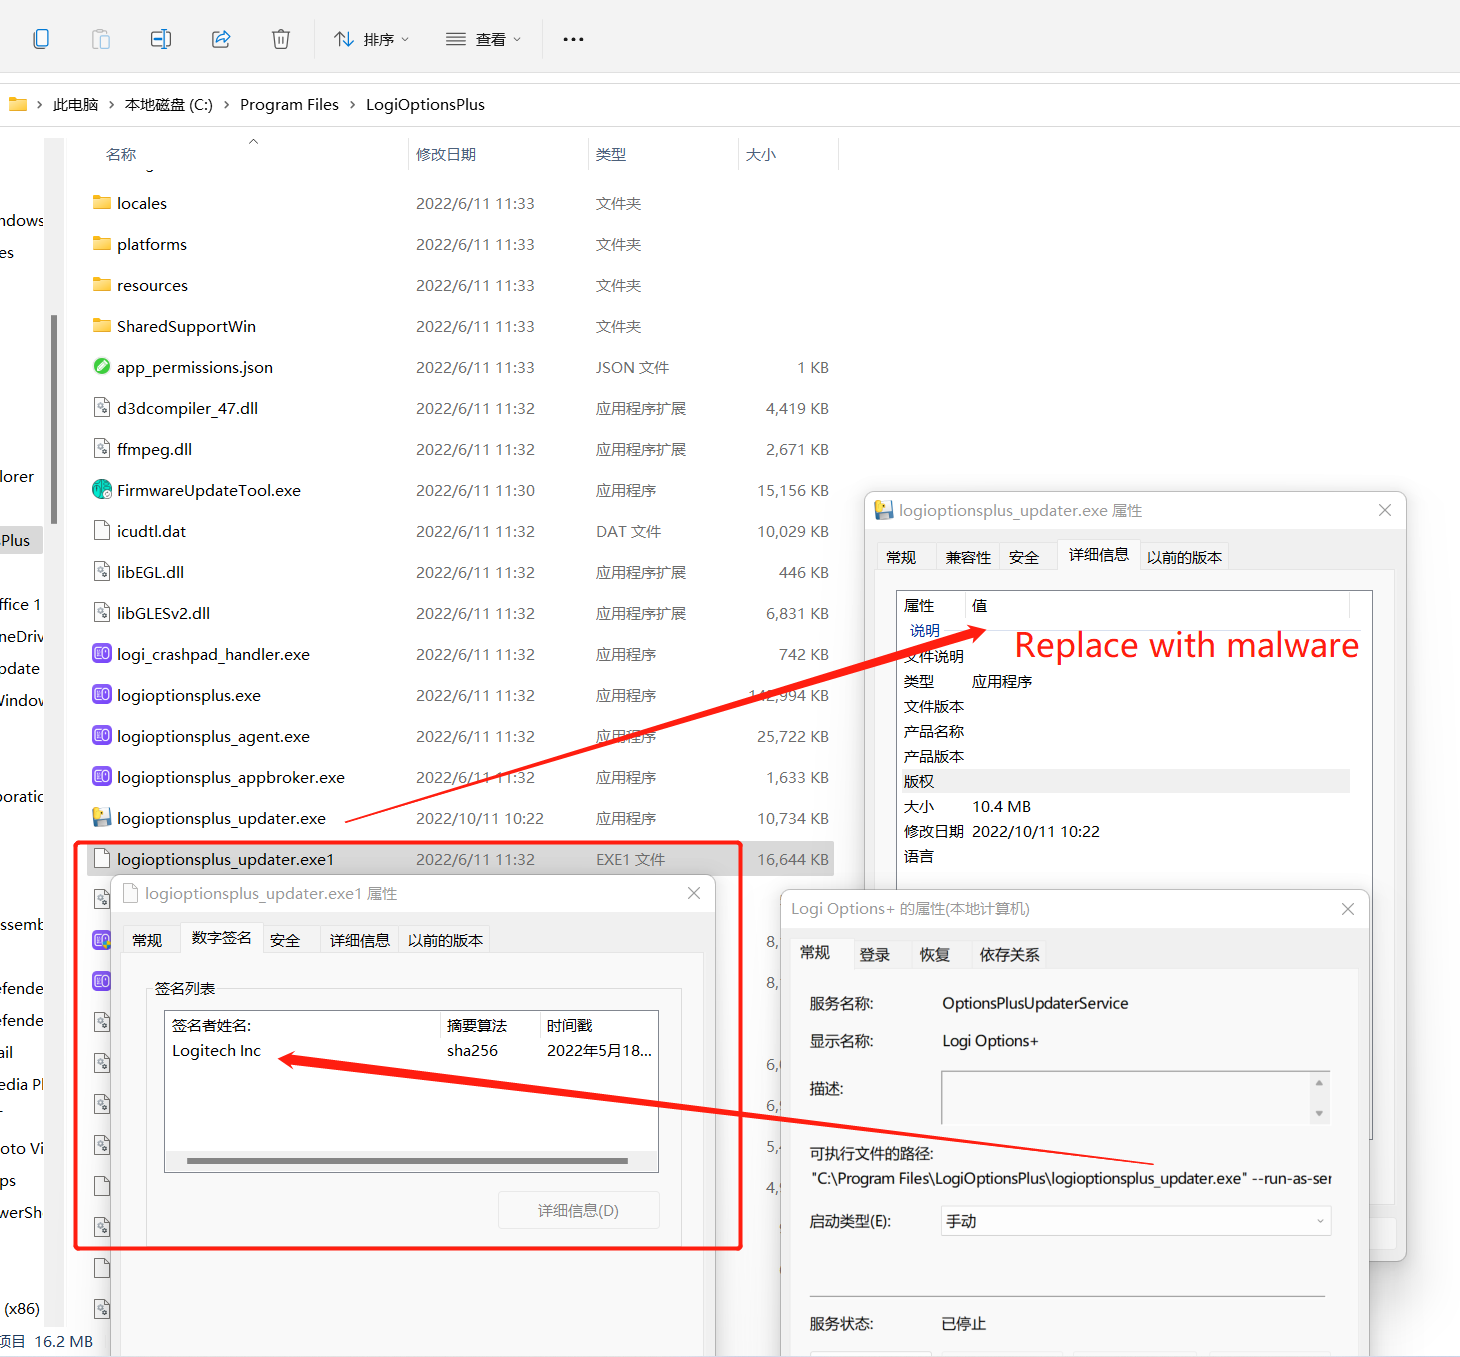 排序
查看
此电脑 > 本地磁盘 (C:) > Program Files > LogiOptionsPlus
名称 修改日期 类型 大小
locales 2022/6/11 11:33 文件夹
platforms 2022/6/11 11:33 文件夹
resources 2022/6/11 11:33 文件夹
SharedSupportWin 2022/6/11 11:33 文件夹
app_permissions.json 2022/6/11 11:33 JSON 文件 1 KB
d3dcompiler_47.dll 2022/6/11 11:32 应用程序扩展 4,419 KB
ffmpeg.dll 2022/6/11 11:32 应用程序扩展 2,671 KB
FirmwareUpdateTool.exe 2022/6/11 11:30 应用程序 15,156 KB
icudtl.dat 2022/6/11 11:32 DAT 文件 10,029 KB
libEGL.dll 2022/6/11 11:32 应用程序扩展 446 KB
libGLESv2.dll 2022/6/11 11:32 应用程序扩展 6,831 KB
logi_crashpad_handler.exe 2022/6/11 11:32 应用程序 742 KB
logioptionsplus.exe 2022/6/11 11:32 应用程序 142,994 KB
logioptionsplus_agent.exe 2022/6/11 11:32 应用程序 25,722 KB
logioptionsplus_appbroker.exe 2022/6/11 11:32 应用程序 1,633 KB
logioptionsplus_updater.exe 2022/10/11 10:22 应用程序 10,734 KB
logioptionsplus_updater.exe1 2022/6/11 11:32 EXE1 文件 16,644 KB
ndows
es
lorer
Plus
ffice 1
neDriv
pdate
Window
poratic
ssemb
efende
efende
ail
edia Pl
oto Vi
ps
werSh
(x86)
项目 16.2 MB
logioptionsplus_updater.exe 属性
常规 兼容性 安全 详细信息 以前的版本
属性 值
说明
Replace with malware
文件说明
类型 应用程序
文件版本
产品名称
产品版本
版权
大小 10.4 MB
修改日期 2022/10/11 10:22
语言
logioptionsplus_updater.exe1 属性
常规 数字签名 安全 详细信息 以前的版本
签名列表
签名者姓名: 摘要算法 时间戳
Logitech Inc sha256 2022年5月18...
详细信息(D)
8,
8,
6,
5,
4,
Logi Options+ 的属性(本地计算机)
常规 登录 恢复 依存关系
服务名称: OptionsPlusUpdaterService
显示名称: Logi Options+
描述:
可执行文件的路径:
"C:\Program Files\LogiOptionsPlus\logioptionsplus_updater.exe" --run-as-ser
启动类型(E): 手动
服务状态: 已停止